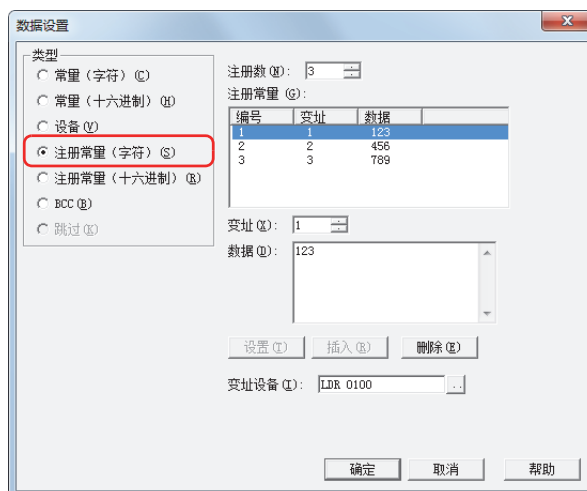 数据设置
类型
常量（字符）(C)
常量（十六进制）(H)
设备(V)
注册常量（字符）(S)
注册常量（十六进制）(R)
BCC(B)
跳过(K)
注册数(N)： 3
注册常量(G)：
编号 变址 数据
1 1 123
2 2 456
3 3 789
变址(X)： 1
数据(D)： 123
设置(T) 插入(R) 删除(E)
变址设备(I)： LDR 0100 ..
确定 取消 帮助